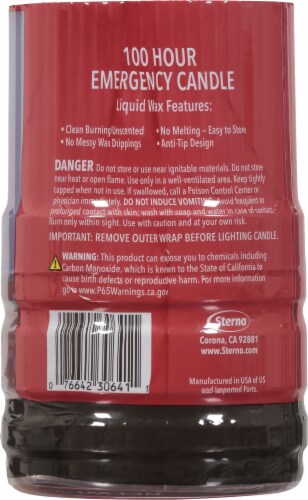 100 HOUR
EMERGENCY CANDLE
Liquid Wax Features:
• Clean Burning/Unscented • No Melting – Easy to Store
• No Messy Wax Drippings • Anti-Tip Design
DANGER Do not store or use near ignitable materials. Do not store
near heat or open flame. Use only in a well-ventilated area. Keep tightly
capped when not in use. If swallowed, call a Poison Control Center or
physician immediately. DO NOT INDUCE VOMITING. Avoid frequent or
prolonged contact with skin; wash with soap and water in case of contact.
Burn only within sight. Use with caution and at your own risk.
IMPORTANT: REMOVE OUTER WRAP BEFORE LIGHTING CANDLE.
WARNING: This product can expose you to chemicals including
Carbon Monoxide, which is known to the State of California to
cause birth defects or reproductive harm. For more information
go to www.P65Warnings.ca.gov
Sterno
Corona, CA 92881
www.Sterno.com
0 76642 30641 1
Manufactured in USA of US
and Imported Parts.